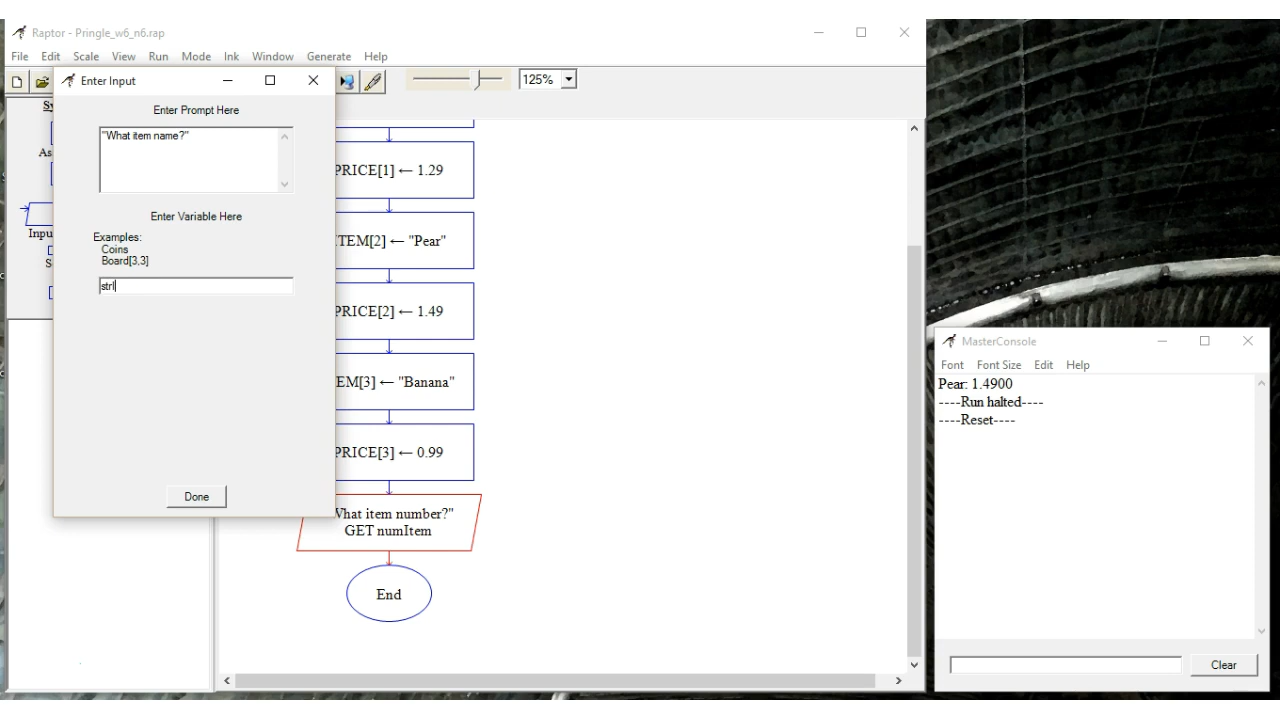 Raptor - Pringle_w6_n6.rap
File Edit Scale View Run Mode Ink Window Generate Help
125%
Enter Input
Enter Prompt Here
"What item name?"
Enter Variable Here
Examples:
Coins
Board[3,3]
strI
Done
PRICE[1] ← 1.29
TEM[2] ← "Pear"
PRICE[2] ← 1.49
EM[3] ← "Banana"
PRICE[3] ← 0.99
What item number?"
GET numItem
End
MasterConsole
Font Font Size Edit Help
Pear: 1.4900
----Run halted----
----Reset----
Clear